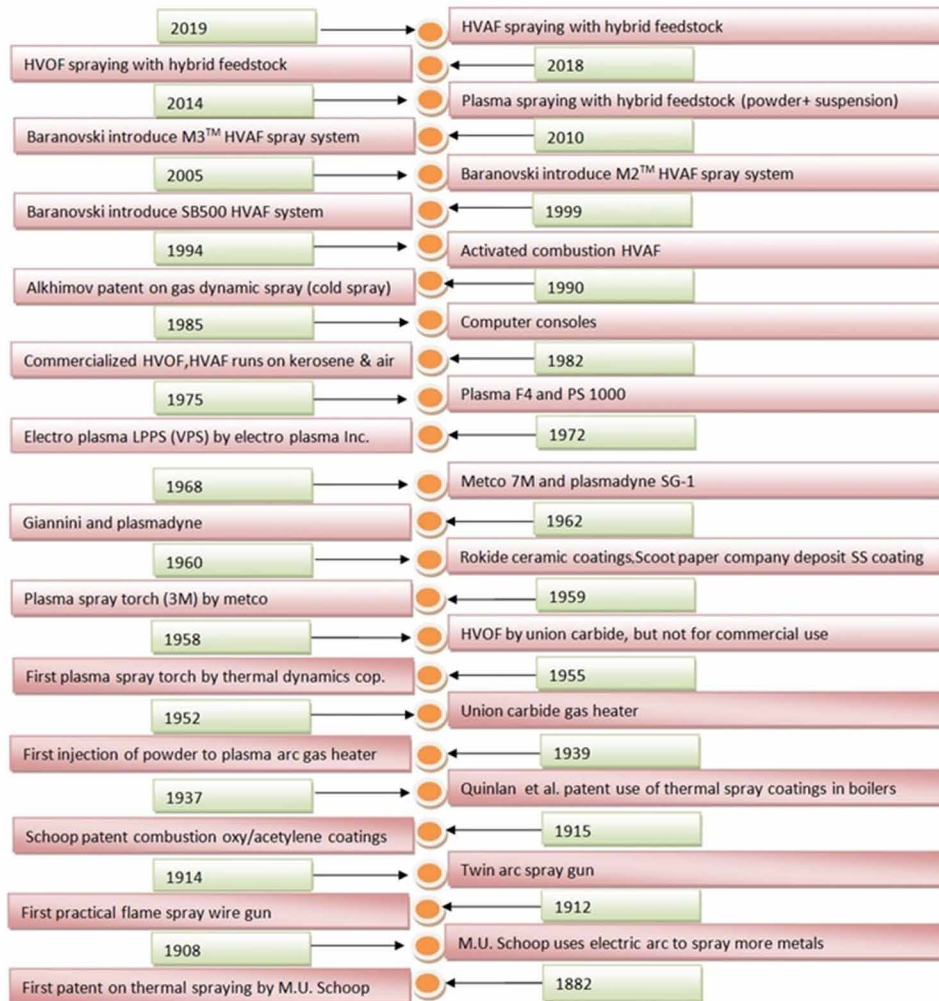 2019
HVAF spraying with hybrid feedstock
HVOF spraying with hybrid feedstock
2018
2014
Plasma spraying with hybrid feedstock (powder+ suspension)
Baranovski introduce M3™ HVAF spray system
2010
2005
Baranovski introduce M2™ HVAF spray system
Baranovski introduce SB500 HVAF system
1999
1994
Activated combustion HVAF
Alkhimov patent on gas dynamic spray (cold spray)
1990
1985
Computer consoles
Commercialized HVOF,HVAF runs on kerosene & air
1982
1975
Plasma F4 and PS 1000
Electro plasma LPPS (VPS) by electro plasma Inc.
1972
1968
Metco 7M and plasmadyne SG-1
Giannini and plasmadyne
1962
1960
Rokide ceramic coatings,Scoot paper company deposit SS coating
Plasma spray torch (3M) by metco
1959
1958
HVOF by union carbide, but not for commercial use
First plasma spray torch by thermal dynamics cop.
1955
1952
Union carbide gas heater
First injection of powder to plasma arc gas heater
1939
1937
Quinlan et al. patent use of thermal spray coatings in boilers
Schoop patent combustion oxy/acetylene coatings
1915
1914
Twin arc spray gun
First practical flame spray wire gun
1912
1908
M.U. Schoop uses electric arc to spray more metals
First patent on thermal spraying by M.U. Schoop
1882